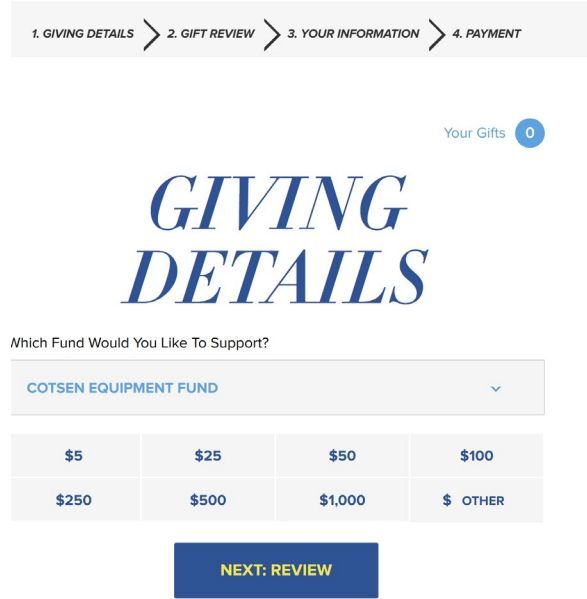 1. GIVING DETAILS 2. GIFT REVIEW 3. YOUR INFORMATION 4. PAYMENT
Your Gifts 0
GIVING
DETAILS
Which Fund Would You Like To Support?
COTSEN EQUIPMENT FUND
$5 $25 $50 $100
$250 $500 $1,000 $ OTHER
NEXT: REVIEW